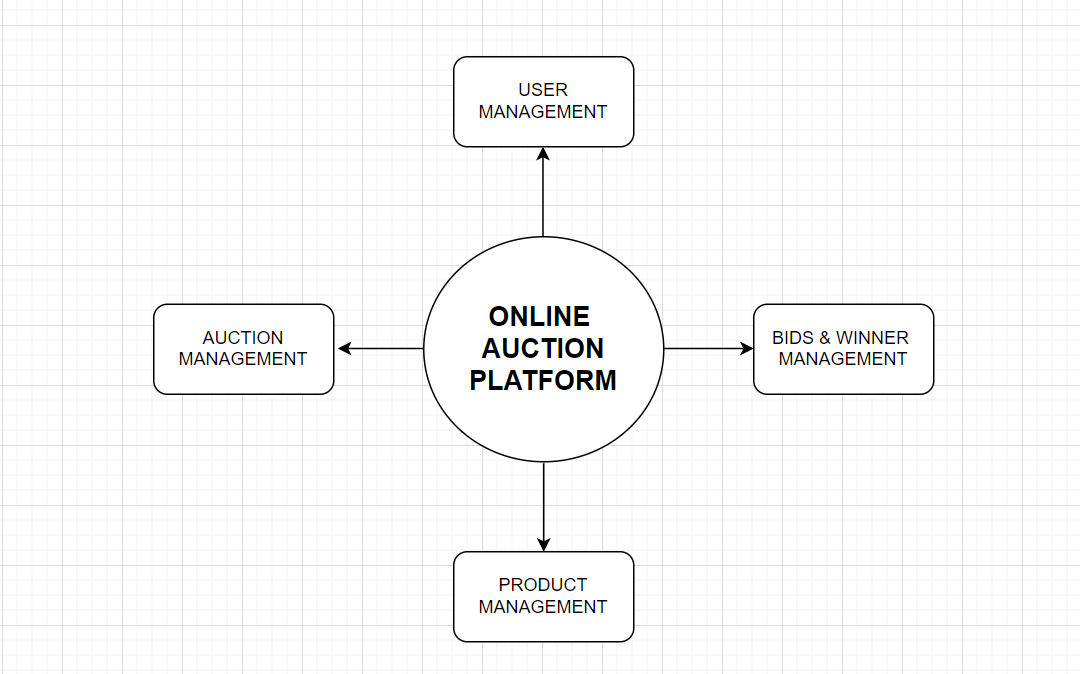 USER
MANAGEMENT
AUCTION
MANAGEMENT
ONLINE
AUCTION
PLATFORM
BIDS & WINNER
MANAGEMENT
PRODUCT
MANAGEMENT